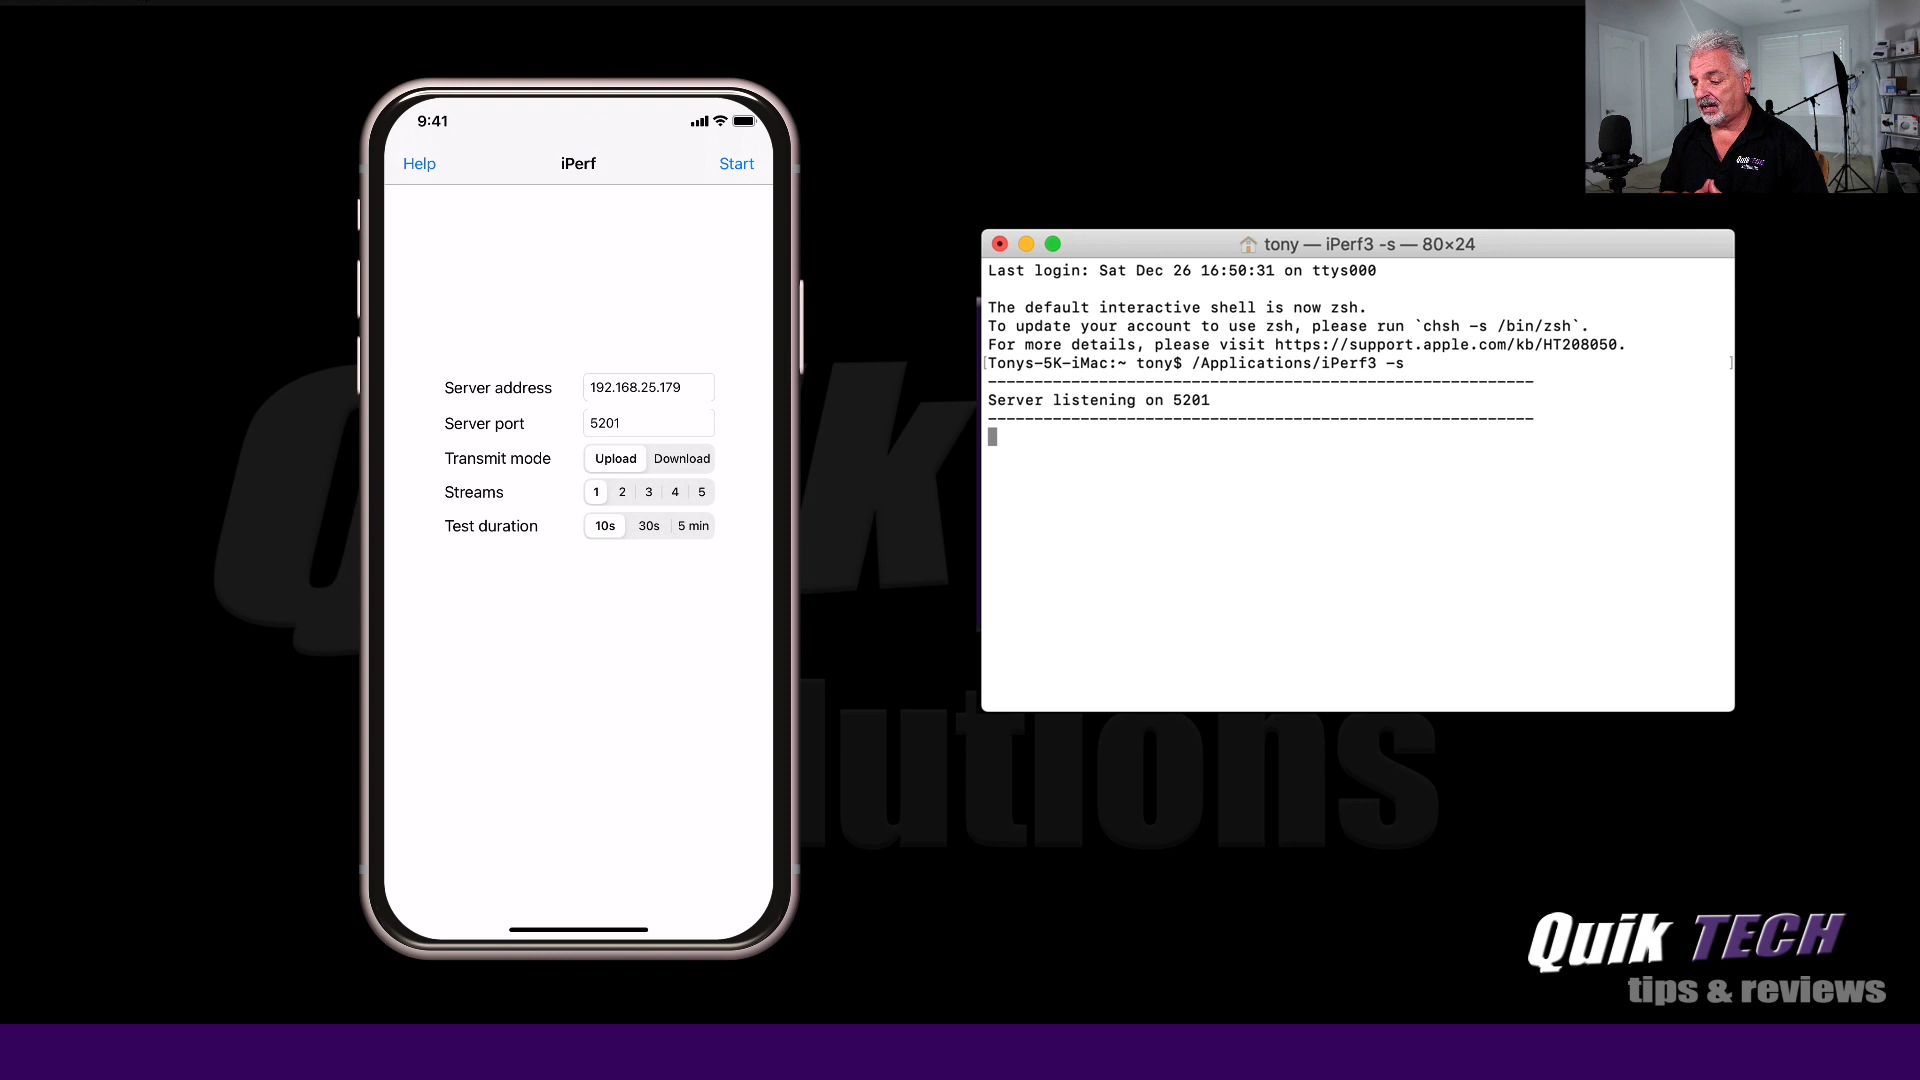 9:41
Help
iPerf
Start
Server address
192.168.25.179
Server port
5201
Transmit mode
Upload
Download
Streams
1
2
3
4
5
Test duration
10s
30s
5 min
tony — iPerf3 -s — 80×24
Last login: Sat Dec 26 16:50:31 on ttys000
The default interactive shell is now zsh.
To update your account to use zsh, please run `chsh -s /bin/zsh`.
For more details, please visit https://support.apple.com/kb/HT208050.
[Tonys-5K-iMac:~ tony$ /Applications/iPerf3 -s ]
-----------------------------------------------------------
Server listening on 5201
-----------------------------------------------------------
Quik TECH
tips & reviews